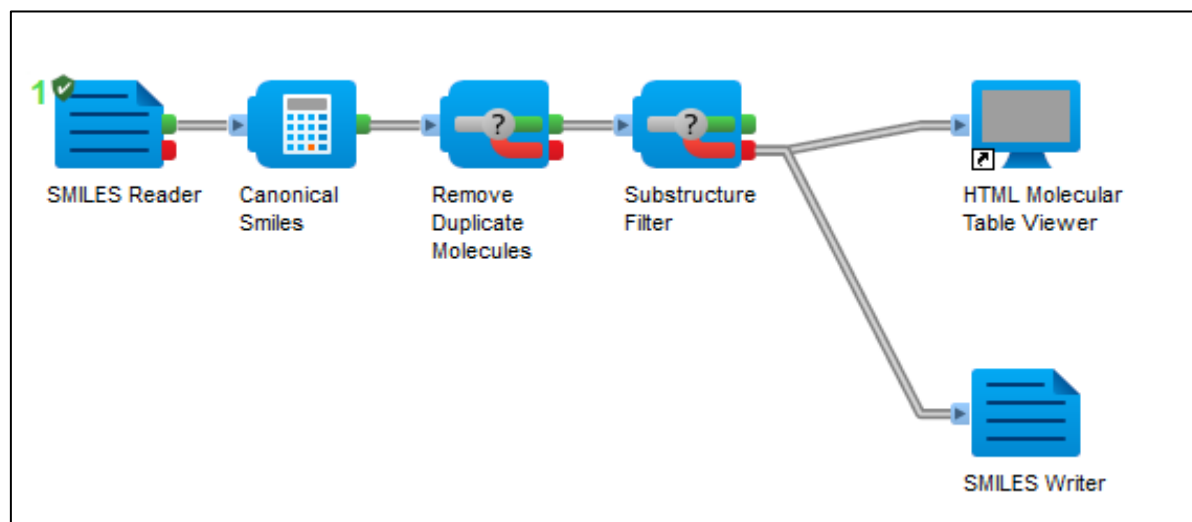 1
SMILES Reader
Canonical
Smiles
?
Remove
Duplicate
Molecules
?
Substructure
Filter
HTML Molecular
Table Viewer
SMILES Writer